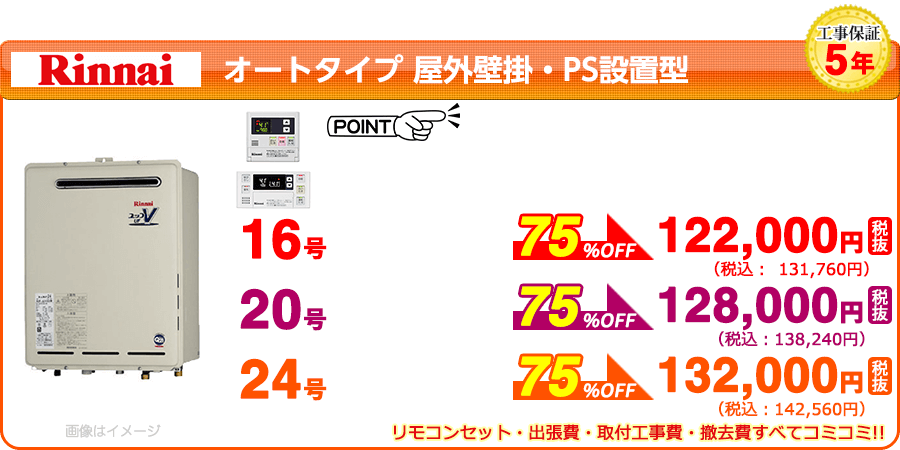 工事保証
5年
Rinnai オートタイプ 屋外壁掛・PS設置型
POINT
Rinnai
ユッコUF V
16号 75%OFF 122,000円 税抜
(税込： 131,760円)
20号 75%OFF 128,000円 税抜
(税込：138,240円)
24号 75%OFF 132,000円 税抜
(税込：142,560円)
画像はイメージ
リモコンセット・出張費・取付工事費・撤去費すべてコミコミ!!